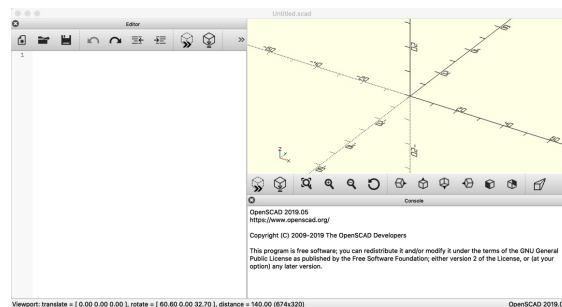 Untitled.xcad
Editor
»
1
Console
OpenSCAD 2019.05
https://www.openscad.org/
Copyright (C) 2009-2019 The OpenSCAD Developers
This program is free software; you can redistribute it and/or modify it under the terms of the GNU General
Public License as published by the Free Software Foundation; either version 2 of the License, or (at your
option) any later version.
Viewport: translate = [ 0.00 0.00 0.00 ], rotate = [ 60.60 0.00 32.70 ], distance = 140.00 (674x320)
OpenSCAD 2019.0